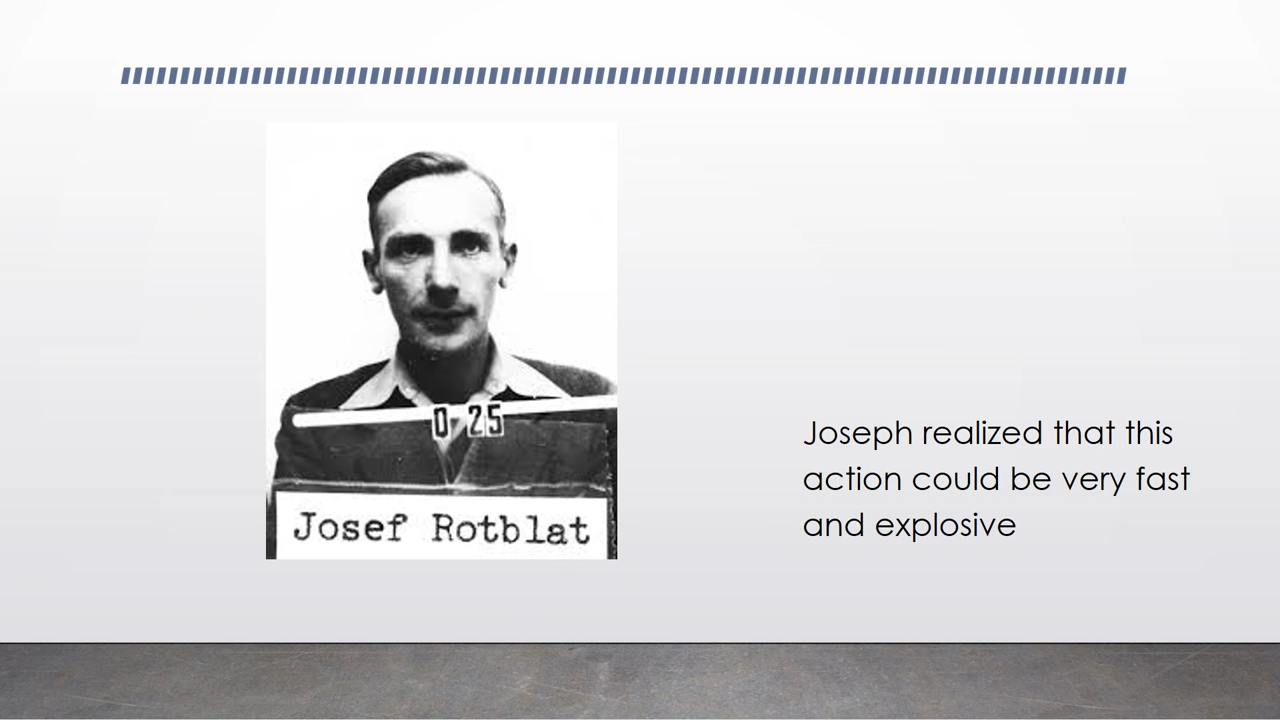 0 25
Josef Rotblat
Joseph realized that this
action could be very fast
and explosive